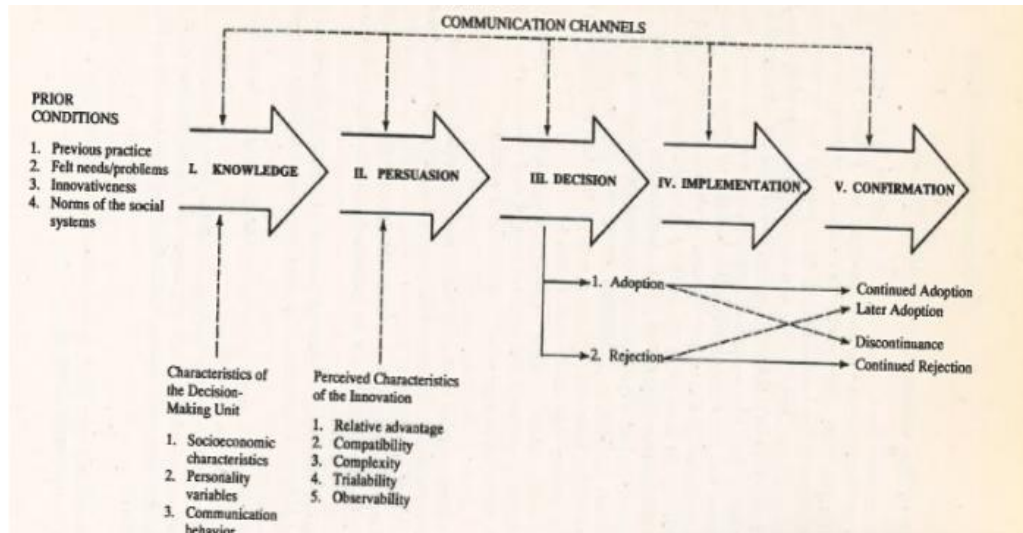 COMMUNICATION CHANNELS
PRIOR
CONDITIONS
1. Previous practice
2. Felt needs/problems
3. Innovativeness
4. Norms of the social
systems
I. KNOWLEDGE
II. PERSUASION
III. DECISION
IV. IMPLEMENTATION
V. CONFIRMATION
1. Adoption
2. Rejection
Continued Adoption
Later Adoption
Discontinuance
Continued Rejection
Characteristics of
the Decision-
Making Unit
1. Socioeconomic
characteristics
2. Personality
variables
3. Communication
behavior
Perceived Characteristics
of the Innovation
1. Relative advantage
2. Compatibility
3. Complexity
4. Trialability
5. Observability